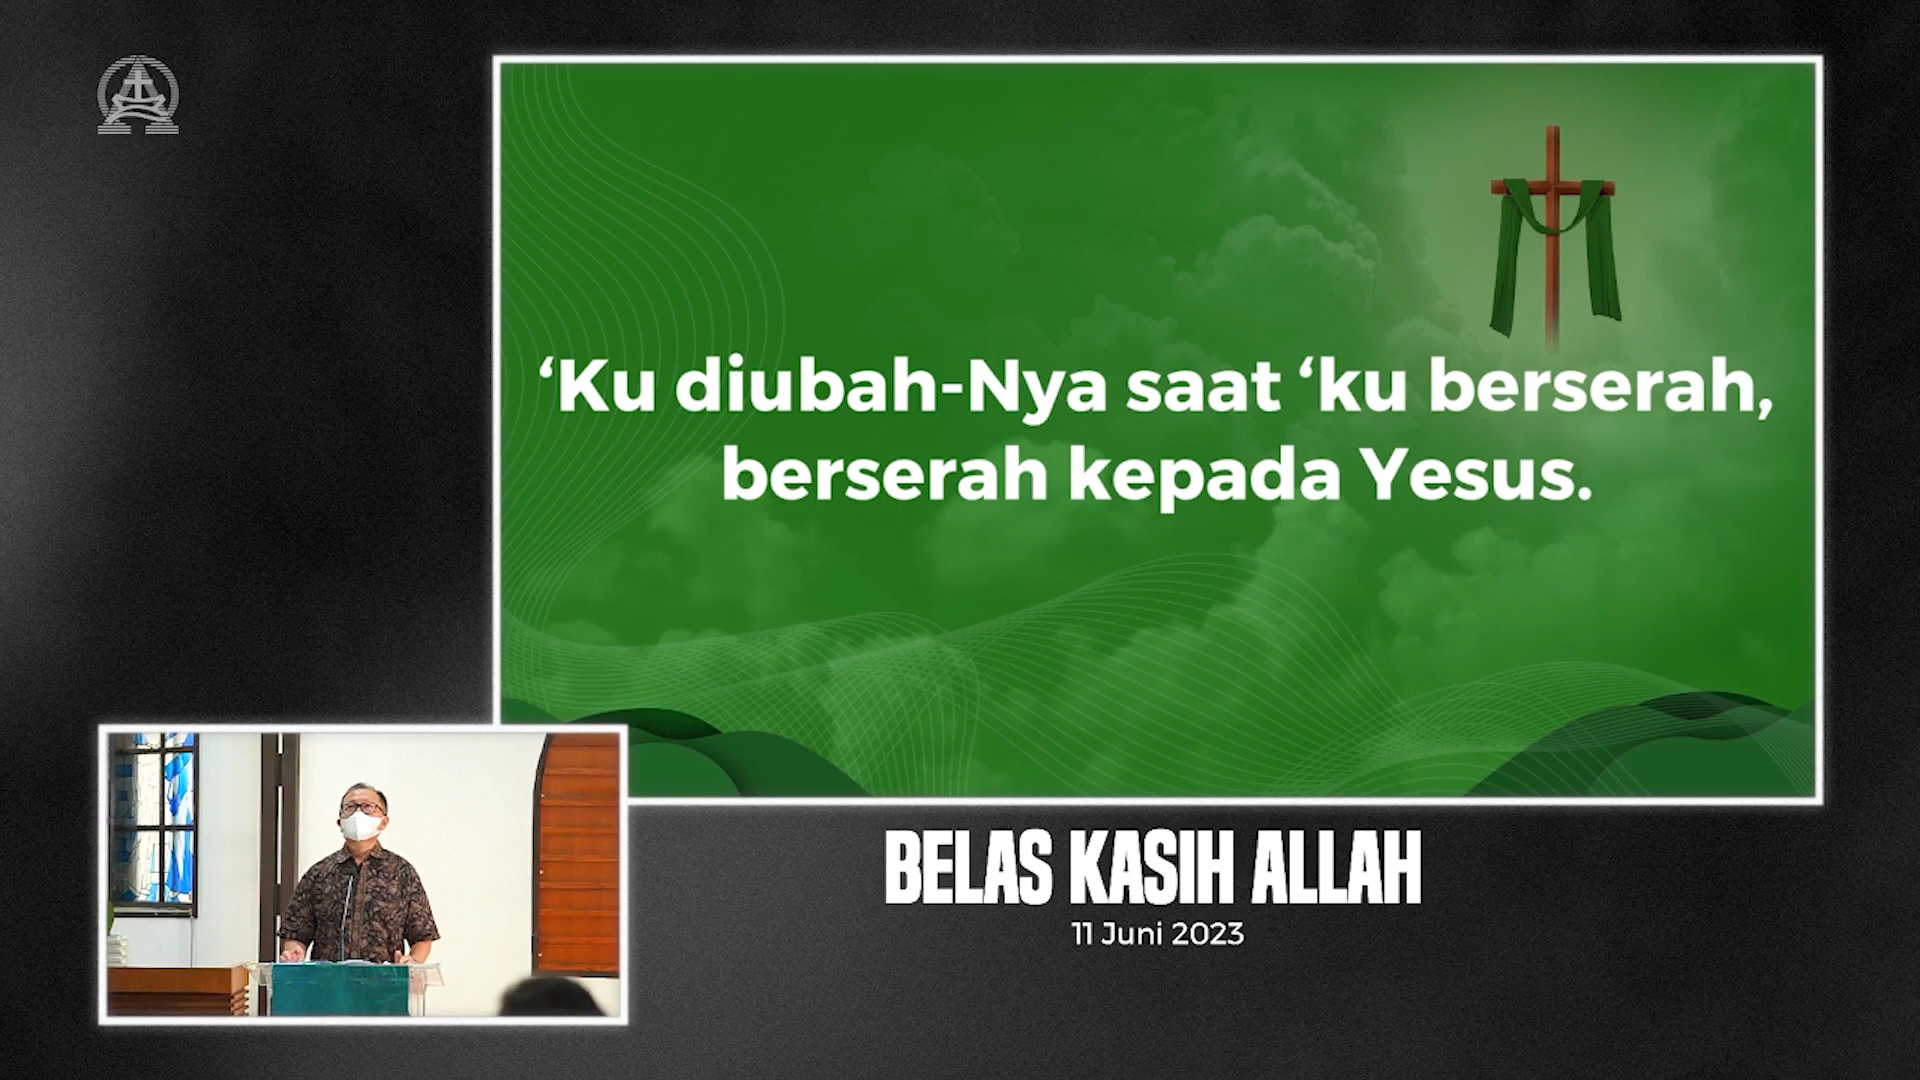 ‘Ku diubah-Nya saat ‘ku berserah,
berserah kepada Yesus.
BELAS KASIH ALLAH
11 Juni 2023